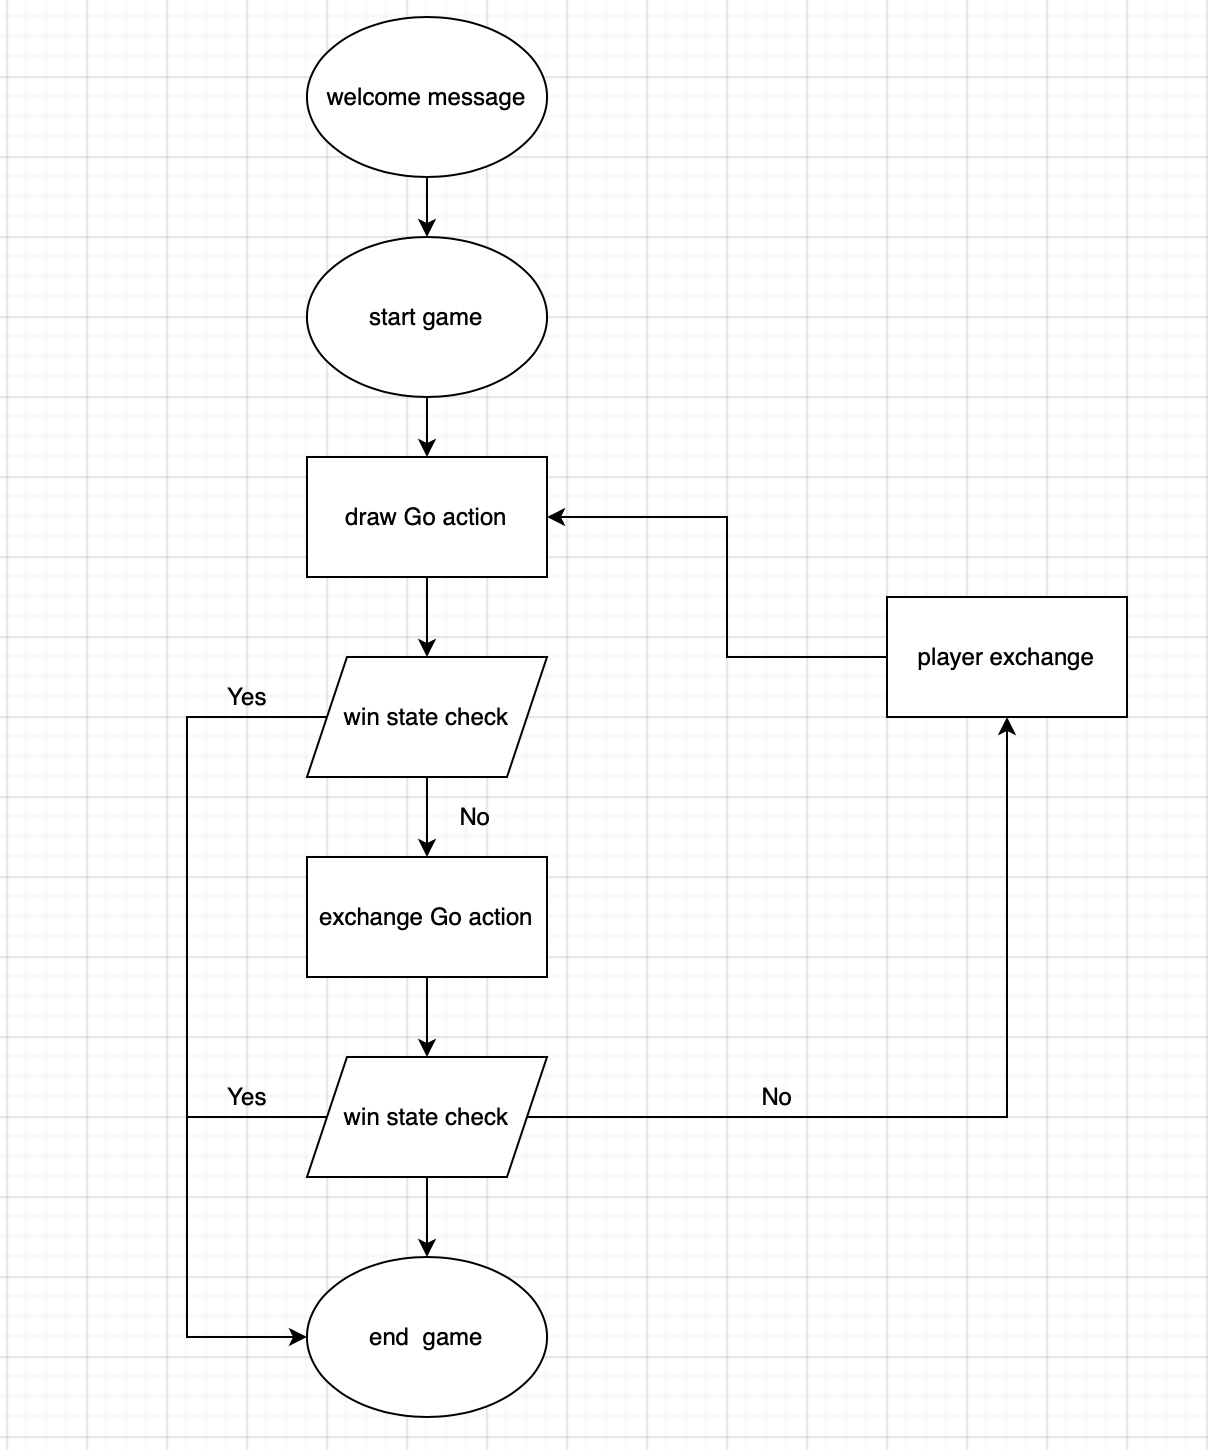 welcome message
start game
draw Go action
player exchange
Yes
win state check
No
exchange Go action
Yes
win state check
No
end  game